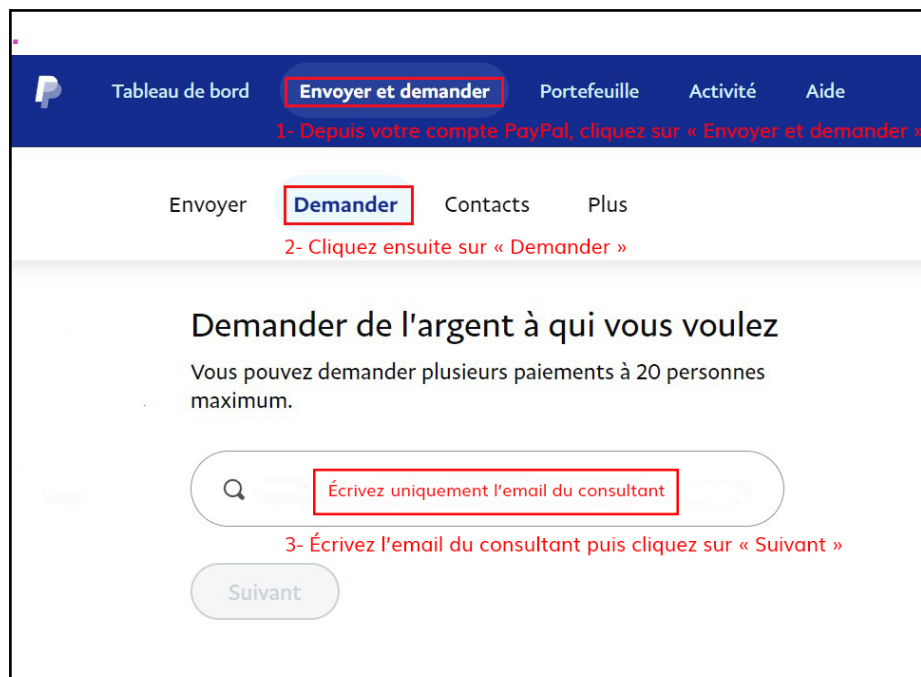 Tableau de bord Envoyer et demander Portefeuille Activité Aide
1- Depuis votre compte PayPal, cliquez sur « Envoyer et demander »
Envoyer Demander Contacts Plus
2- Cliquez ensuite sur « Demander »
Demander de l'argent à qui vous voulez
Vous pouvez demander plusieurs paiements à 20 personnes
maximum.
Écrivez uniquement l'email du consultant
3- Écrivez l'email du consultant puis cliquez sur « Suivant »
Suivant